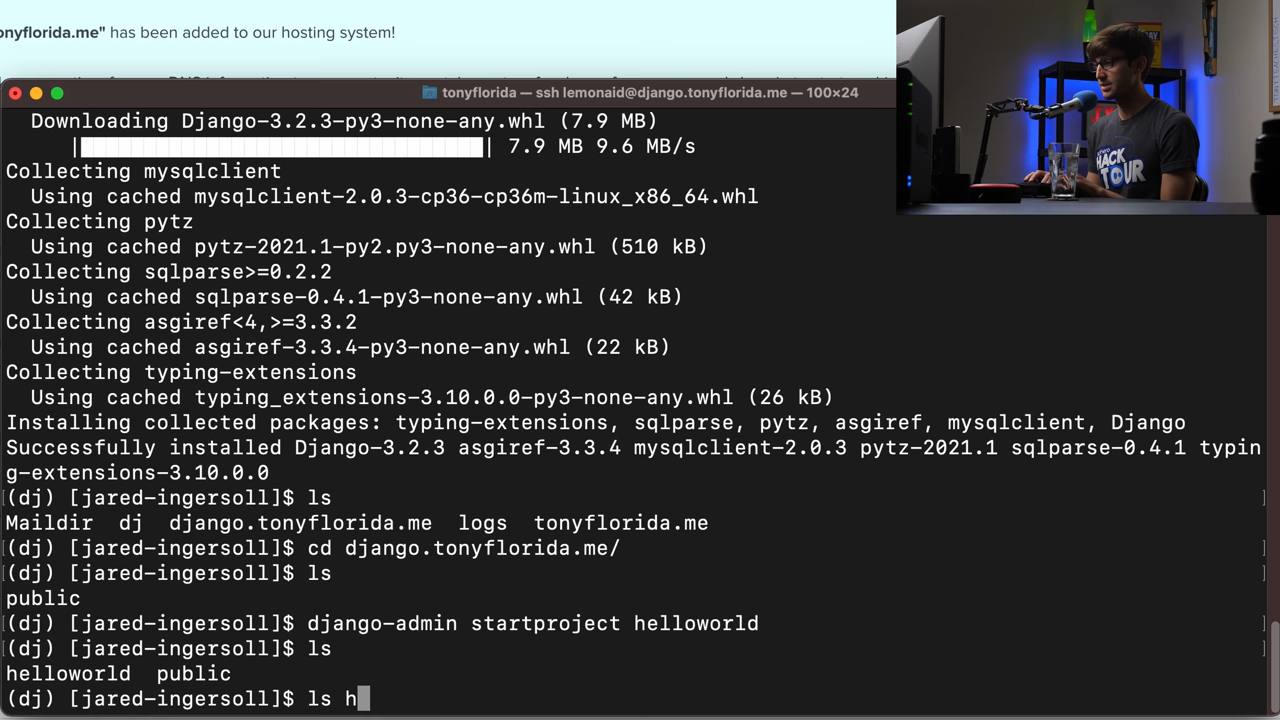 onyflorida.me" has been added to our hosting system!
tonyflorida — ssh lemonaid@django.tonyflorida.me — 100×24
Downloading Django-3.2.3-py3-none-any.whl (7.9 MB)
| | 7.9 MB 9.6 MB/s
Collecting mysqlclient
Using cached mysqlclient-2.0.3-cp36-cp36m-linux_x86_64.whl
Collecting pytz
Using cached pytz-2021.1-py2.py3-none-any.whl (510 kB)
Collecting sqlparse>=0.2.2
Using cached sqlparse-0.4.1-py3-none-any.whl (42 kB)
Collecting asgiref<4,>=3.3.2
Using cached asgiref-3.3.4-py3-none-any.whl (22 kB)
Collecting typing-extensions
Using cached typing_extensions-3.10.0.0-py3-none-any.whl (26 kB)
Installing collected packages: typing-extensions, sqlparse, pytz, asgiref, mysqlclient, Django
Successfully installed Django-3.2.3 asgiref-3.3.4 mysqlclient-2.0.3 pytz-2021.1 sqlparse-0.4.1 typin
g-extensions-3.10.0.0
(dj) [jared-ingersoll]$ ls
Maildir dj django.tonyflorida.me logs tonyflorida.me
(dj) [jared-ingersoll]$ cd django.tonyflorida.me/
(dj) [jared-ingersoll]$ ls
public
(dj) [jared-ingersoll]$ django-admin startproject helloworld
(dj) [jared-ingersoll]$ ls
helloworld public
(dj) [jared-ingersoll]$ ls h
HACK
TOUR